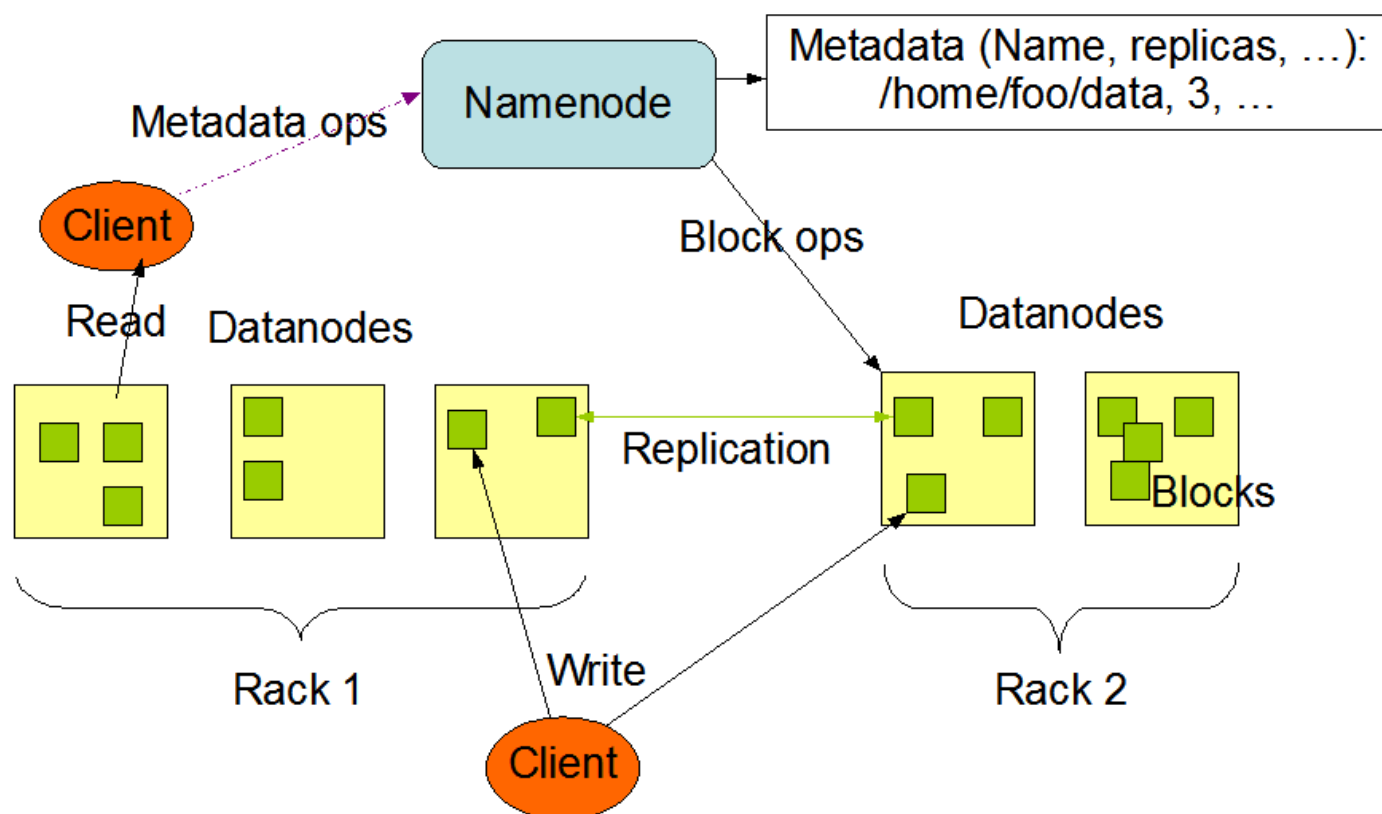 Metadata (Name, replicas, …):
/home/foo/data, 3, …
Namenode
Metadata ops
Client
Block ops
Read
Datanodes
Datanodes
Replication
Blocks
Rack 1
Write
Rack 2
Client